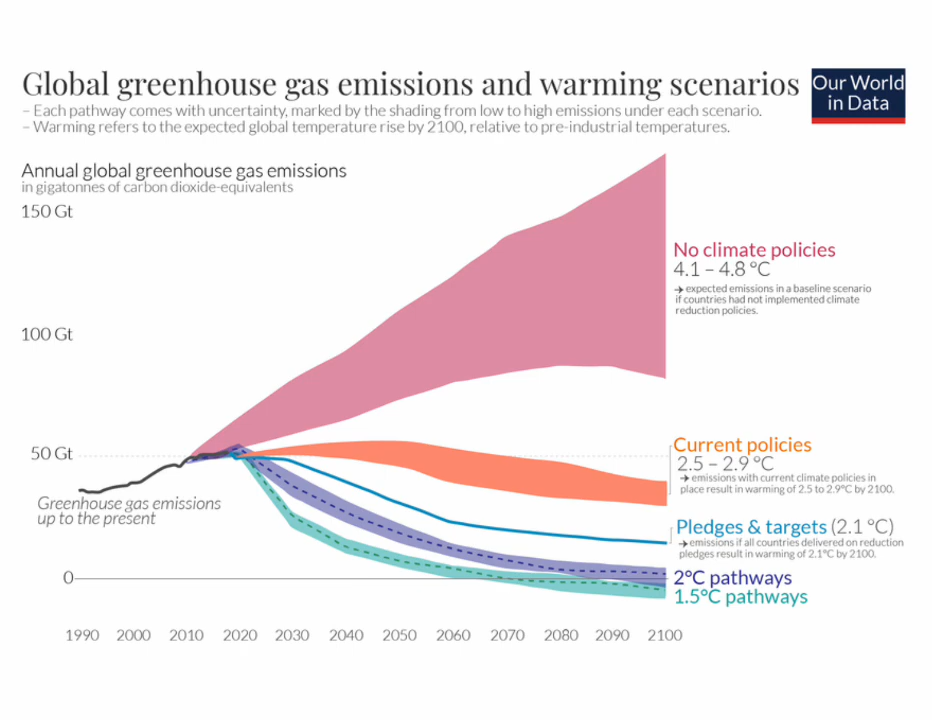 Global greenhouse gas emissions and warming scenarios
– Each pathway comes with uncertainty, marked by the shading from low to high emissions under each scenario.
– Warming refers to the expected global temperature rise by 2100, relative to pre-industrial temperatures.
Our World
in Data
Annual global greenhouse gas emissions
in gigatonnes of carbon dioxide-equivalents
150 Gt
100 Gt
50 Gt
0
Greenhouse gas emissions
up to the present
No climate policies
4.1 – 4.8 °C
→ expected emissions in a baseline scenario
if countries had not implemented climate
reduction policies.
Current policies
2.5 – 2.9 °C
→ emissions with current climate policies in
place result in warming of 2.5 to 2.9°C by 2100.
Pledges & targets (2.1 °C)
→ emissions if all countries delivered on reduction
pledges result in warming of 2.1°C by 2100.
2°C pathways
1.5°C pathways
1990 2000 2010 2020 2030 2040 2050 2060 2070 2080 2090 2100